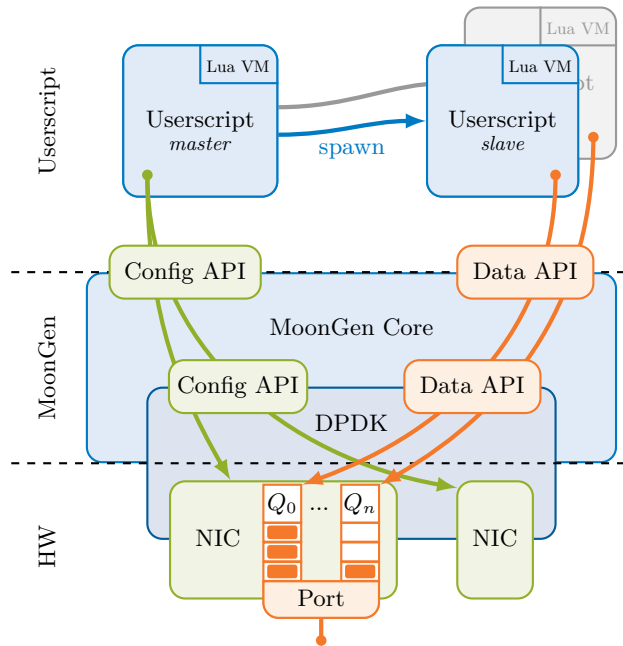 Lua VM
Lua VM
Lua VM
Userscript
master
Userscript
slave
pt
spawn
Userscript
Config API
Data API
MoonGen Core
MoonGen
Config API
Data API
DPDK
HW
NIC
Q0 ... Qn
NIC
Port